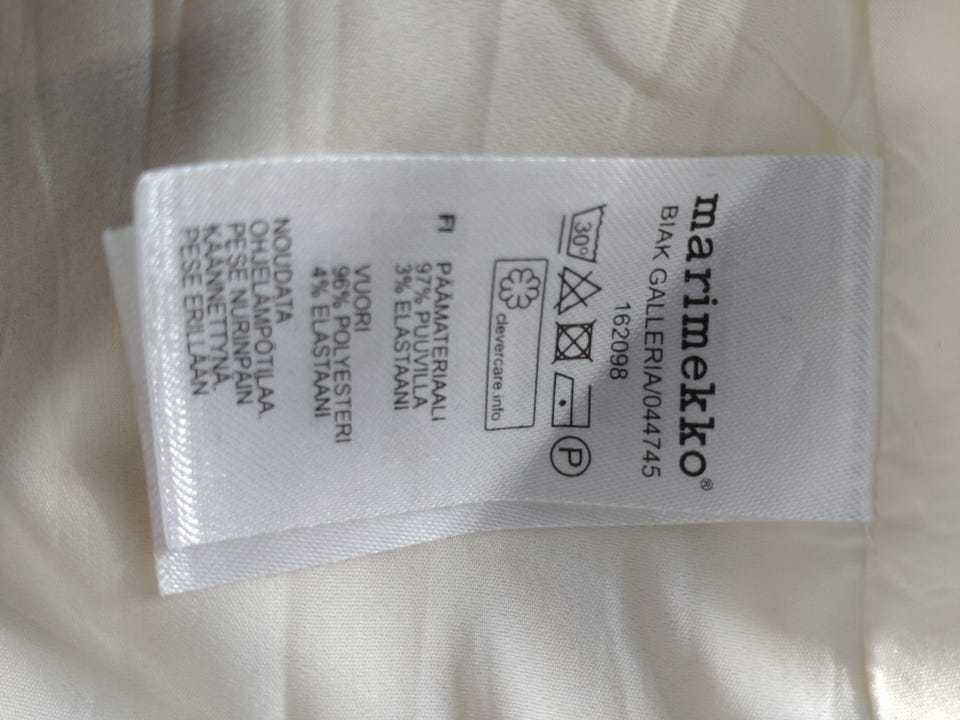 marimekko®
BIAK GALLERIA/044745
162098
30°
P
clevercare.info
FI PÄÄMATERIAALI
97% PUUVILLA
3% ELASTAANI
VUORI
96% POLYESTERI
4% ELASTAANI
NOUDATA
OHJELÄMPÖTILAA.
PESE NURINPÄIN
KÄÄNNETTYNÄ.
PESE ERILLÄÄN